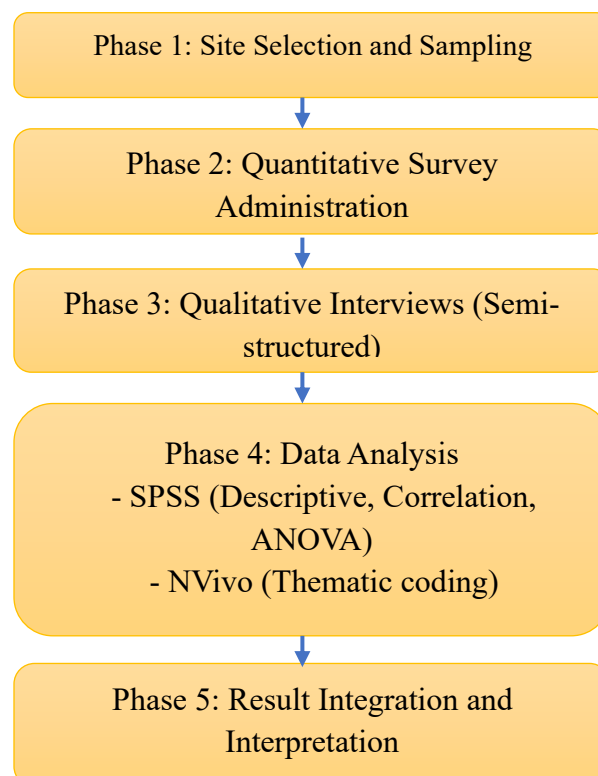 Phase 1: Site Selection and Sampling
Phase 2: Quantitative Survey
Administration
Phase 3: Qualitative Interviews (Semi-
structured)
Phase 4: Data Analysis
- SPSS (Descriptive, Correlation,
ANOVA)
- NVivo (Thematic coding)
Phase 5: Result Integration and
Interpretation